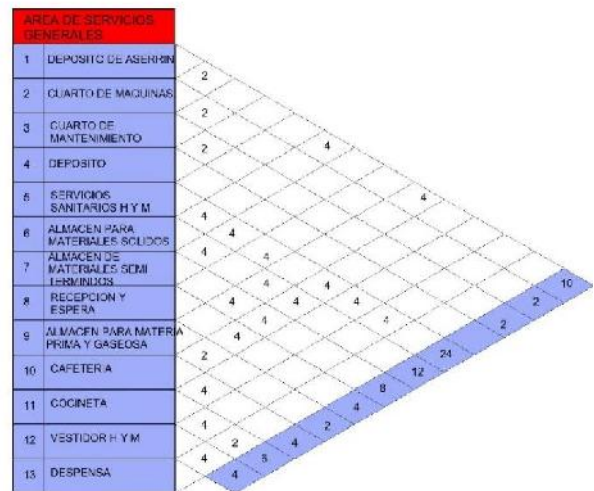 AREA DE SERVICIOS
GENERALES
1 DEPOSITO DE ASERRIN
2
2 CUARTO DE MAQUINAS
2
3 CUARTO DE
MANTENIMIENTO
2 4
4 DEPOSITO
5 SERVICIOS
SANITARIOS H Y M
4 4
6 ALMACEN PARA
MATERIALES SOLIDOS
4
4 4
7 ALMACEN DE
MATERIALES SEMI
TERMINDOS
4 4 10
8 RECEPCION Y
ESPERA
4 4 4 2
4 4 2
9 ALMACEN PARA MATERIA
PRIMA Y GASEOSA
4
2 24
10 CAFETERIA
12
4 8
11 COCINETA
4
4 2
12 VESTIDOR H Y M
2 4
4
13 DESPENSA
4